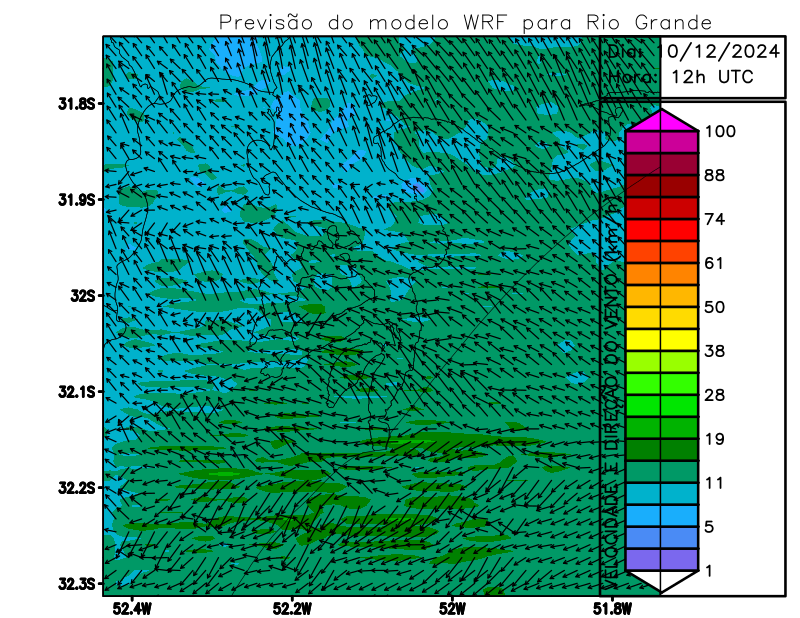 Previsão do modelo WRF para Rio Grande
Dia: 10/12/2024
Hora: 12h UTC
31.8S
31.9S
32S
32.1S
32.2S
32.3S
52.4W
52.2W
52W
51.8W
VELOCIDADE E DIREÇÃO DO VENTO (km/h)
100
88
74
61
50
38
28
19
11
5
1